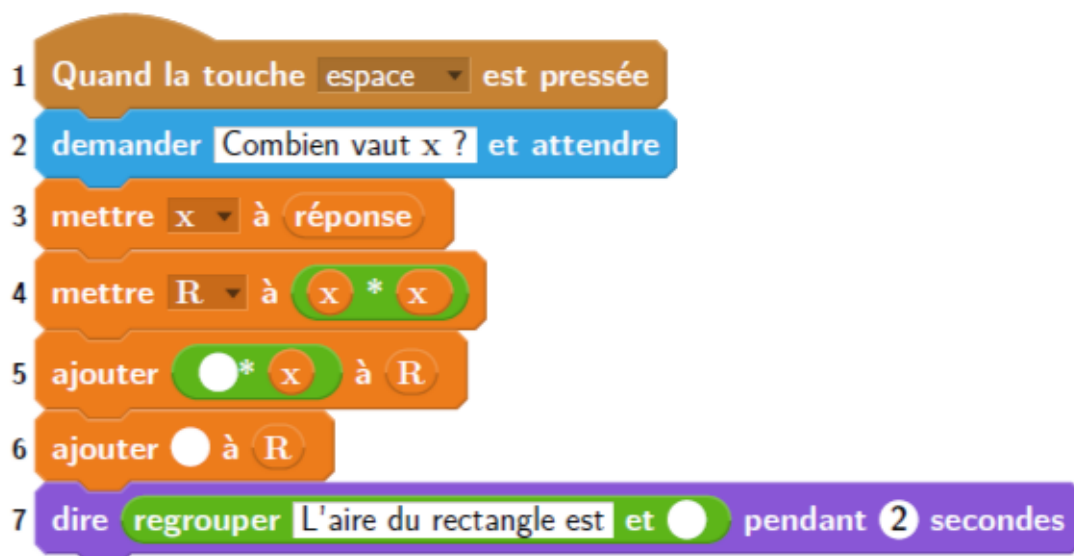 1 Quand la touche espace est pressée
2 demander Combien vaut x ? et attendre
3 mettre x à réponse
4 mettre R à x * x
5 ajouter * x à R
6 ajouter à R
7 dire regrouper L'aire du rectangle est et pendant 2 secondes